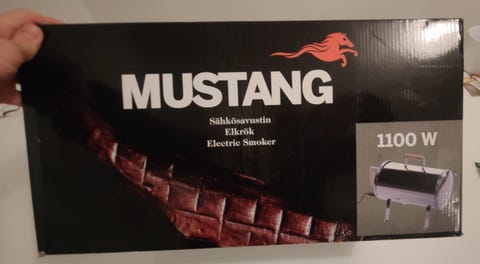 MUSTANG
Sähkösavustin
Elkrök
Electric Smoker
1100 W